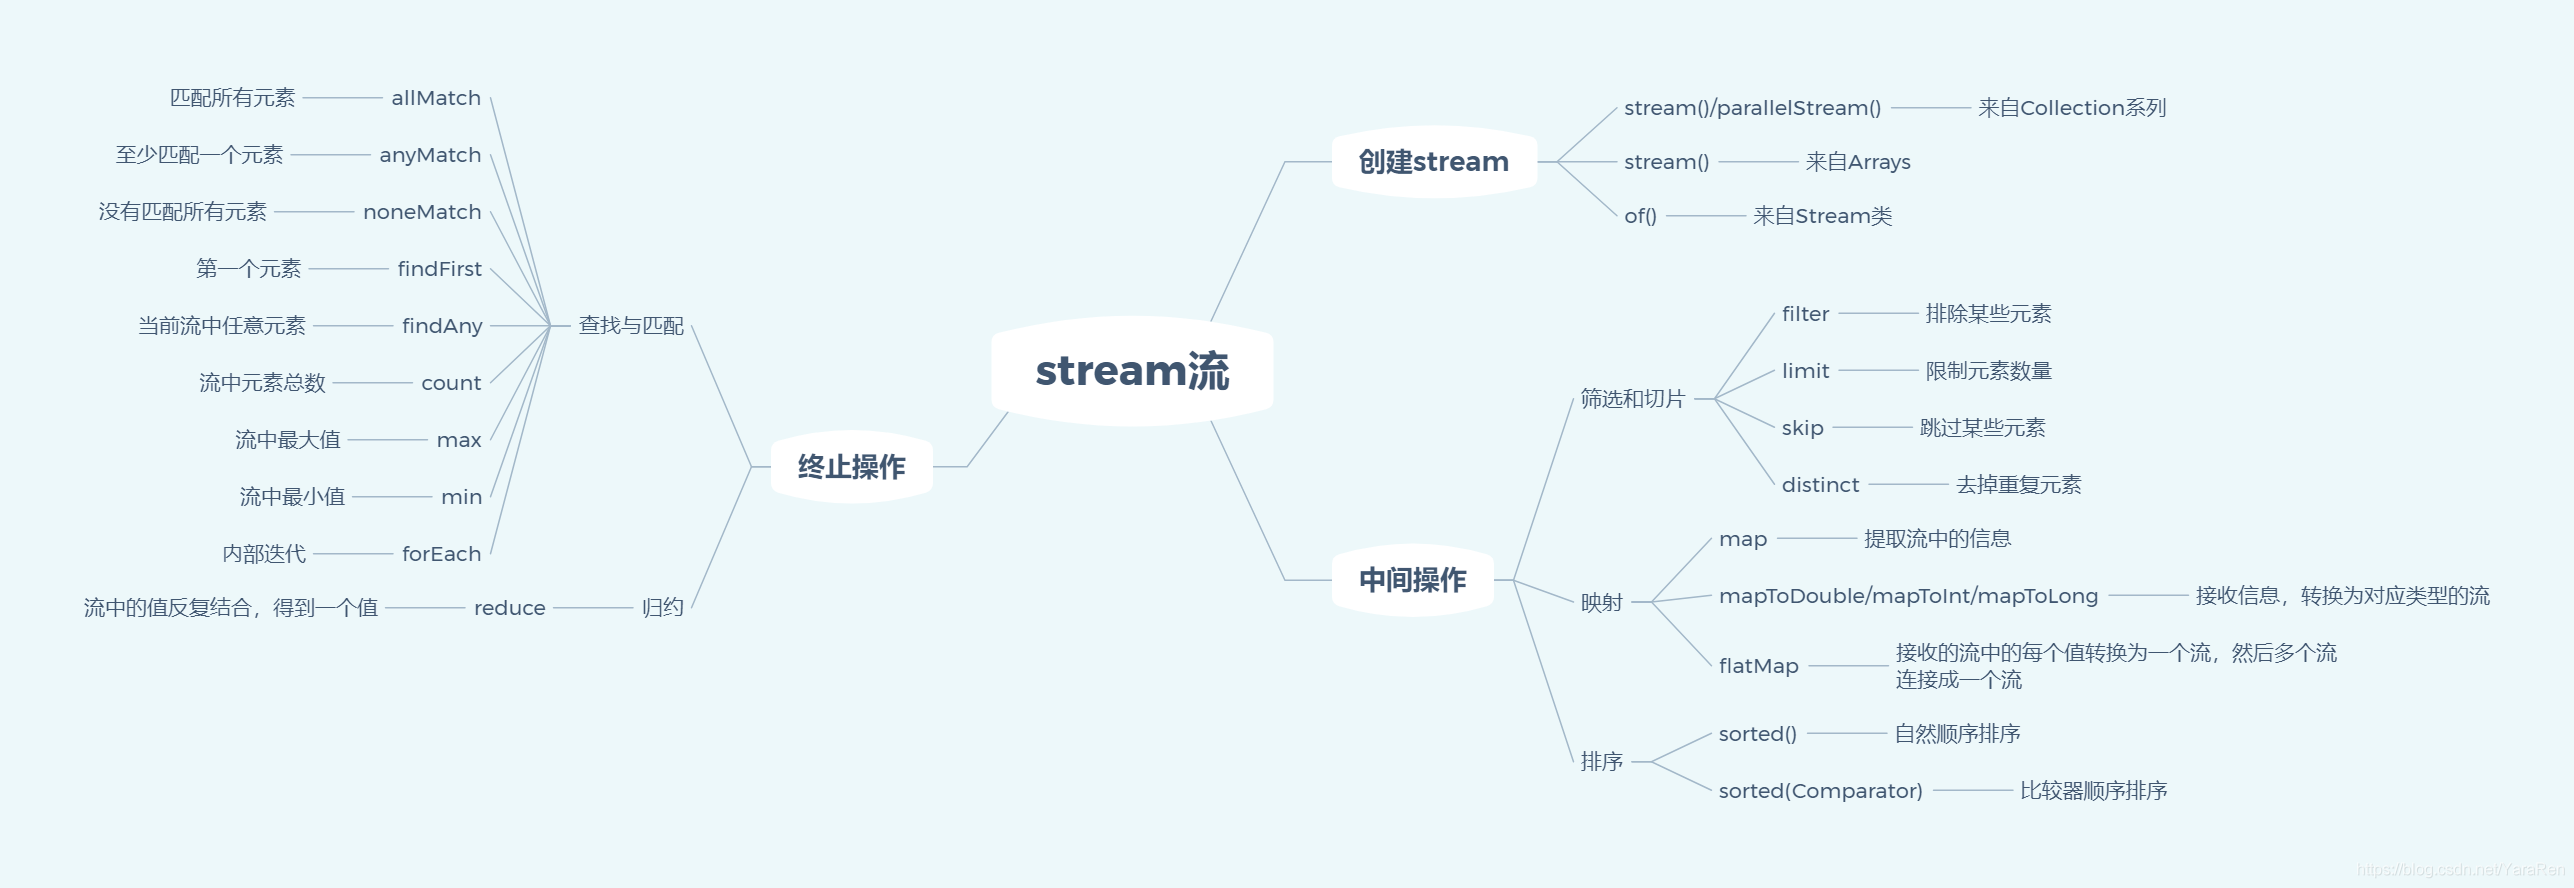 stream流
创建stream
stream()/parallelStream()
来自Collection系列
stream()
来自Arrays
of()
来自Stream类
中间操作
筛选和切片
filter
排除某些元素
limit
限制元素数量
skip
跳过某些元素
distinct
去掉重复元素
映射
map
提取流中的信息
mapToDouble/mapToInt/mapToLong
接收信息，转换为对应类型的流
flatMap
接收的流中的每个值转换为一个流，然后多个流
连接成一个流
排序
sorted()
自然顺序排序
sorted(Comparator)
比较器顺序排序
终止操作
查找与匹配
allMatch
匹配所有元素
anyMatch
至少匹配一个元素
noneMatch
没有匹配所有元素
findFirst
第一个元素
findAny
当前流中任意元素
count
流中元素总数
max
流中最大值
min
流中最小值
forEach
内部迭代
归约
reduce
流中的值反复结合，得到一个值
https://blog.csdn.net/YaraRen